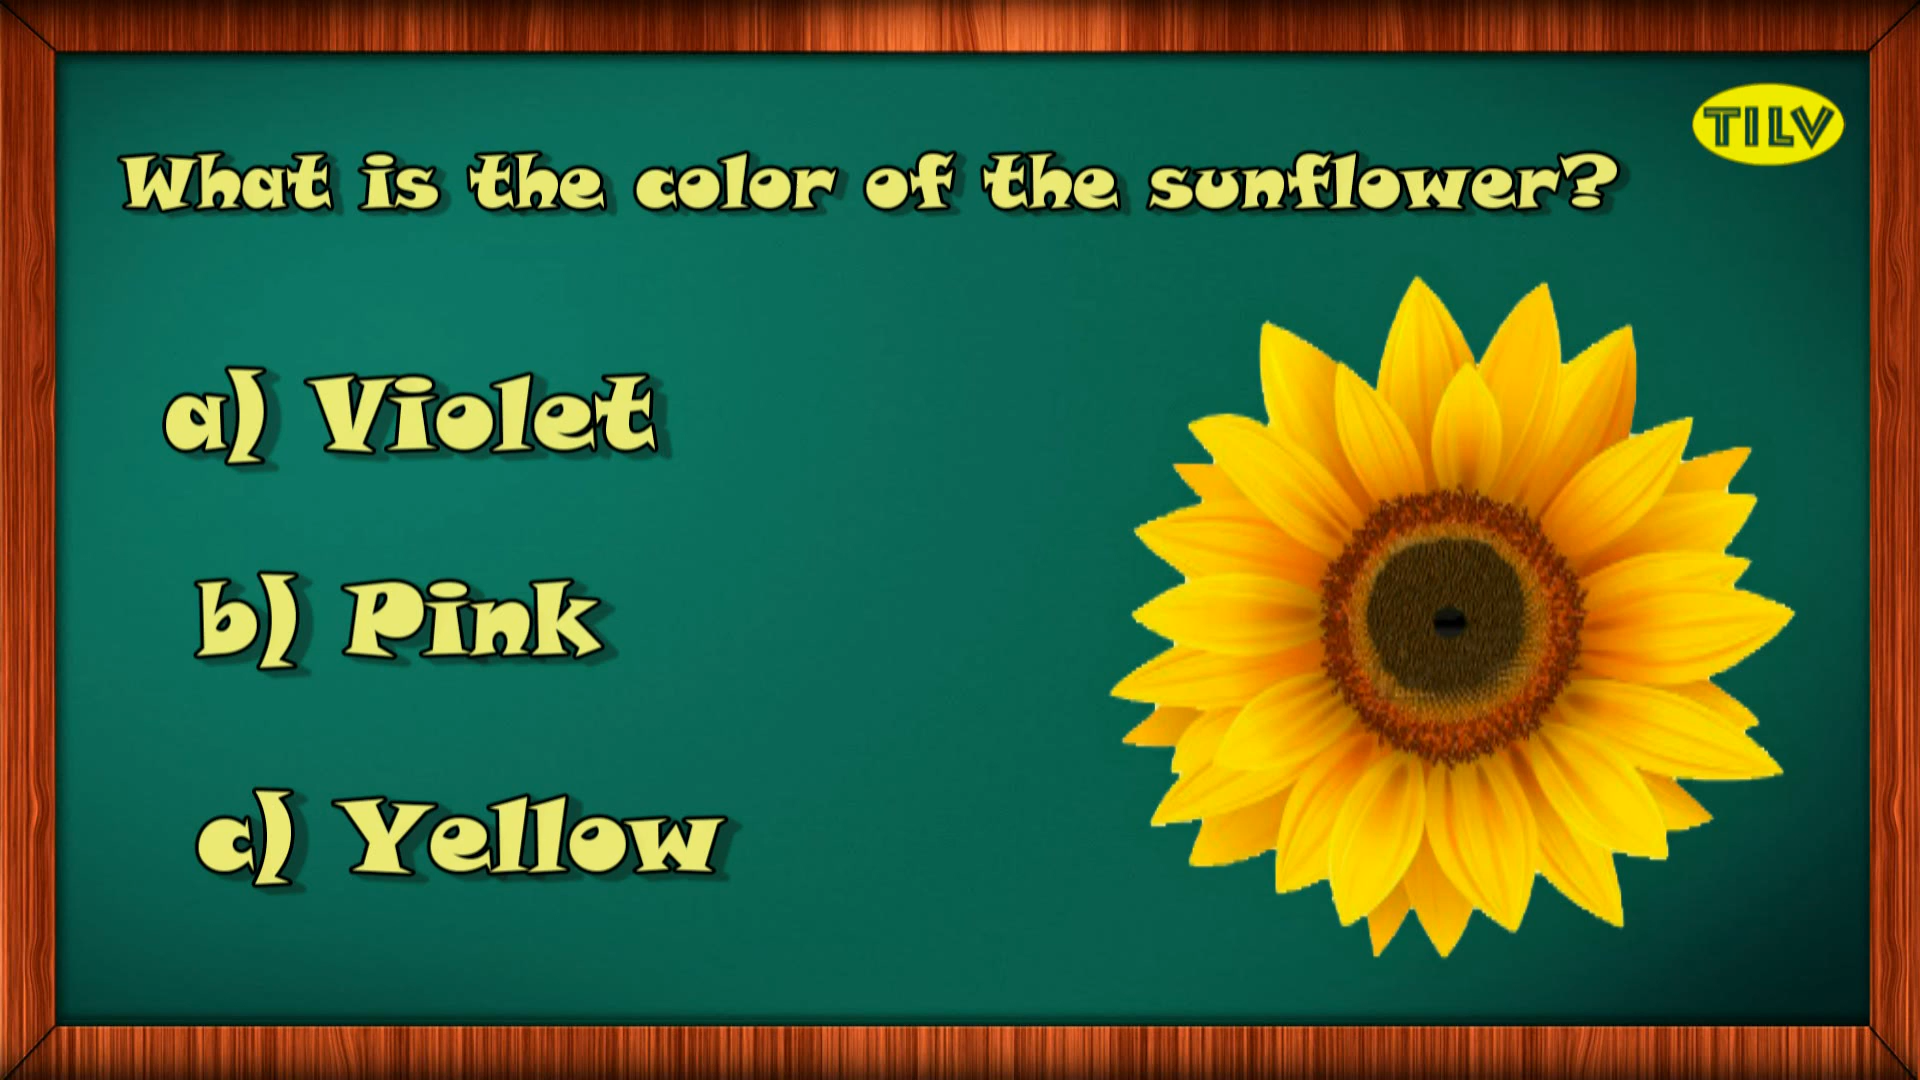 TILV
What is the color of the sunflower?
a) Violet
b) Pink
c) Yellow